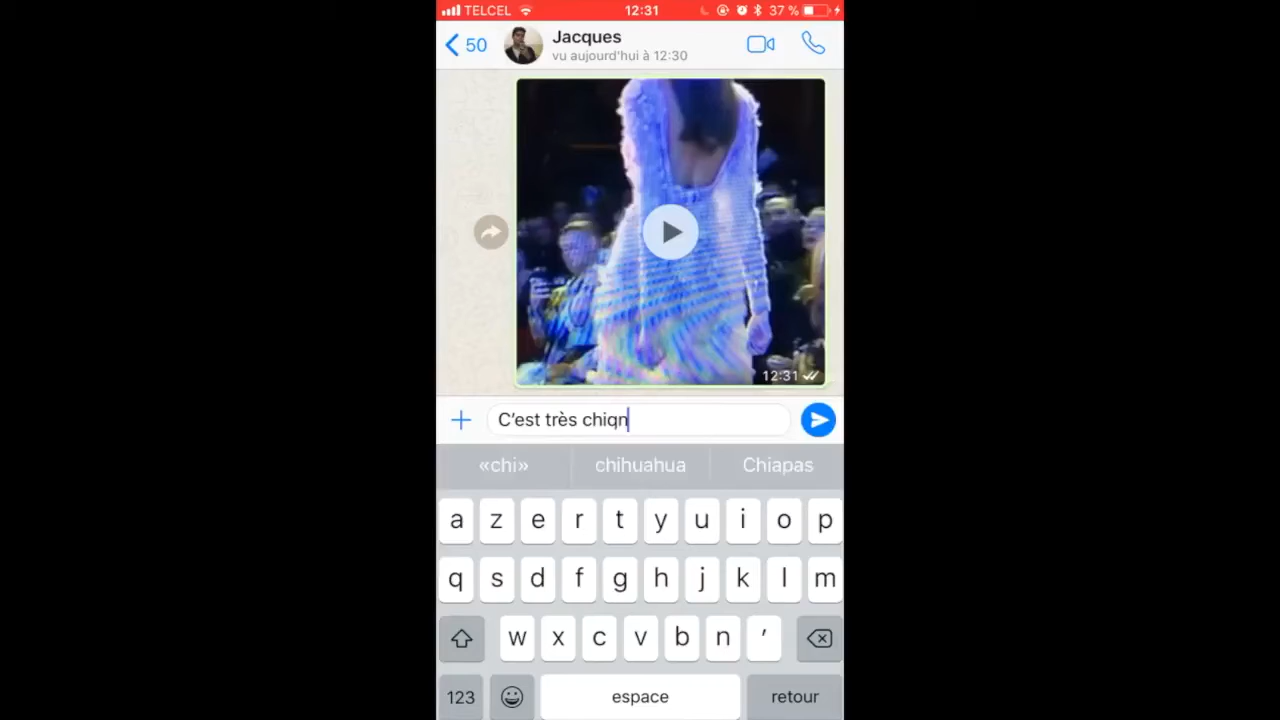 TELCEL 12:31 37 %
50 Jacques
vu aujourd'hui à 12:30
12:31
C'est très chiqn
«chi» chihuahua Chiapas
a z e r t y u i o p
q s d f g h j k l m
w x c v b n '
123 espace retour